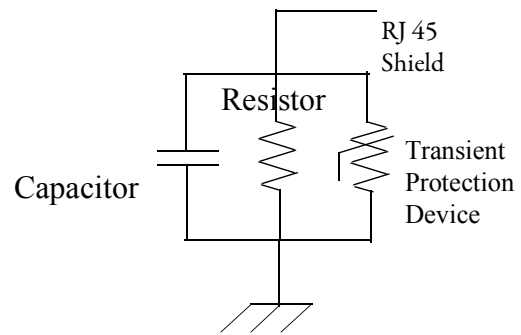 RJ 45
Shield
Resistor
Capacitor
Transient
Protection
Device